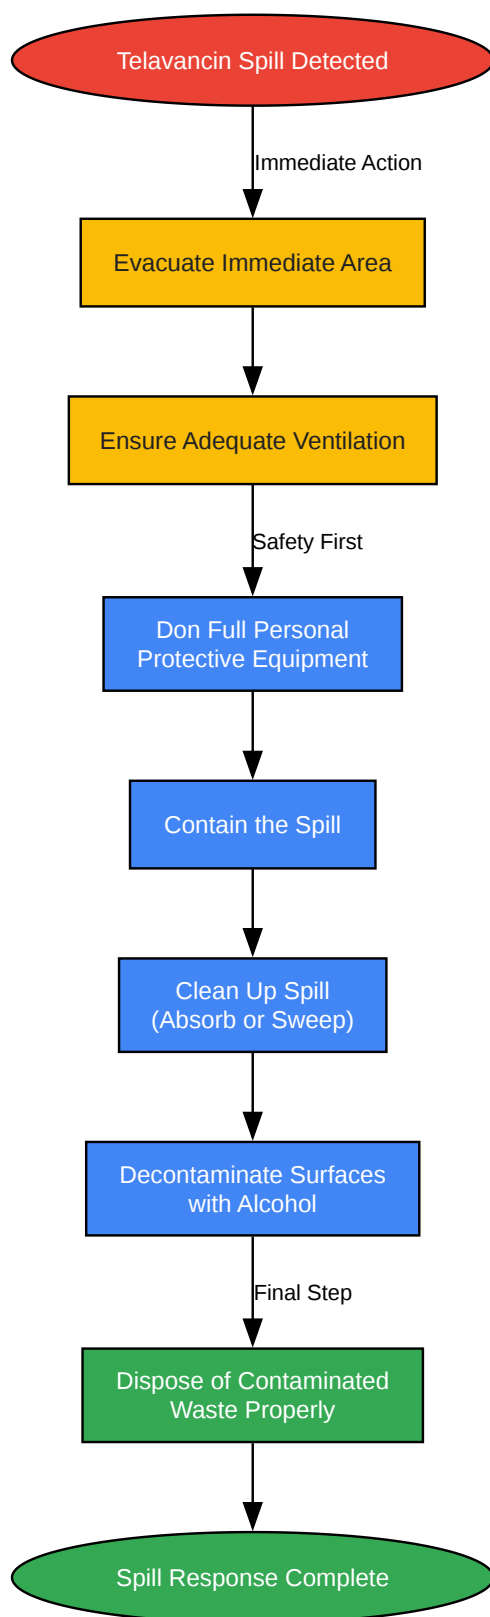 Telavancin Spill Detected
Immediate Action
Evacuate Immediate Area
Ensure Adequate Ventilation
Safety First
Don Full Personal
Protective Equipment
Contain the Spill
Clean Up Spill
(Absorb or Sweep)
Decontaminate Surfaces
with Alcohol
Final Step
Dispose of Contaminated
Waste Properly
Spill Response Complete